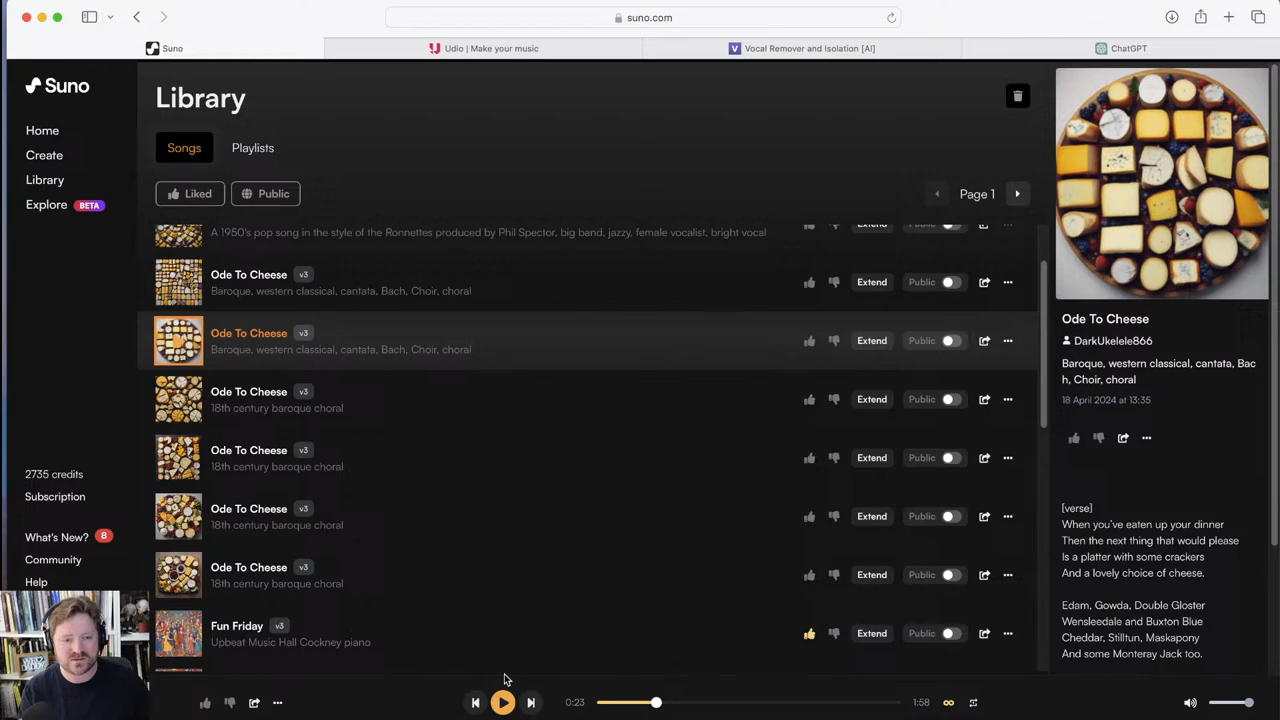 suno.com
Suno
Udio | Make your music
Vocal Remover and Isolation [AI]
ChatGPT
Suno
Home
Create
Library
Explore BETA
2735 credits
Subscription
What's New? 8
Community
Help
Library
Songs Playlists
Liked Public
Page 1
A 1950's pop song in the style of the Ronnettes produced by Phil Spector, big band, jazzy, female vocalist, bright vocal
Public
Ode To Cheese v3
Baroque, western classical, cantata, Bach, Choir, choral
Extend Public
Ode To Cheese v3
Baroque, western classical, cantata, Bach, Choir, choral
Extend Public
Ode To Cheese v3
18th century baroque choral
Extend Public
Ode To Cheese v3
18th century baroque choral
Extend Public
Ode To Cheese v3
18th century baroque choral
Extend Public
Ode To Cheese v3
18th century baroque choral
Extend Public
Fun Friday v3
Upbeat Music Hall Cockney piano
Extend Public
0:23
1:58
Ode To Cheese
DarkUkelele866
Baroque, western classical, cantata, Bac
h, Choir, choral
18 April 2024 at 13:35
[verse]
When you've eaten up your dinner
Then the next thing that would please
Is a platter with some crackers
And a lovely choice of cheese.
Edam, Gowda, Double Gloster
Wensleedale and Buxton Blue
Cheddar, Stilltun, Maskapony
And some Monteray Jack too.